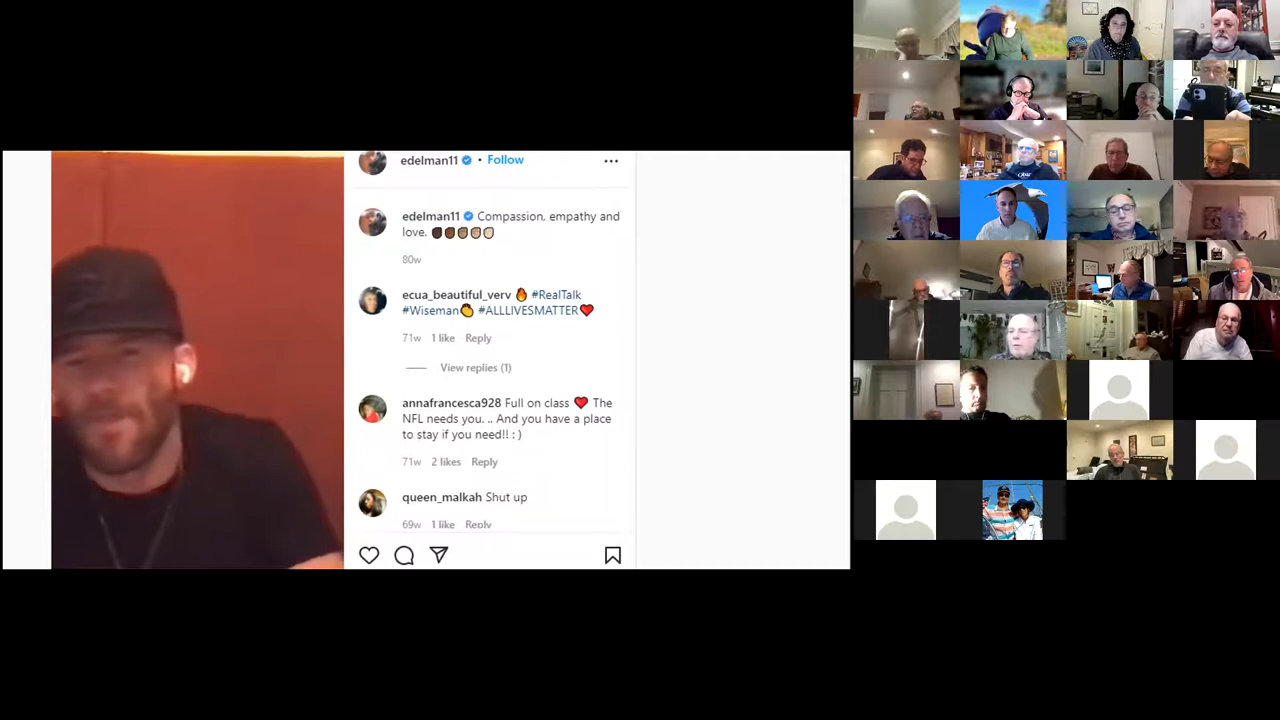 edelman11 • Follow
edelman11 Compassion, empathy and
love. ✊🏿✊🏾✊🏽✊🏼✊🏻
80w
ecua_beautiful_verv 🔥 #RealTalk
#Wiseman👏 #ALLLIVESMATTER❤️
71w 1 like Reply
View replies (1)
annafrancesca928 Full on class ❤️ The
NFL needs you. .. And you have a place
to stay if you need!! : )
71w 2 likes Reply
queen_malkah Shut up
69w 1 like Reply